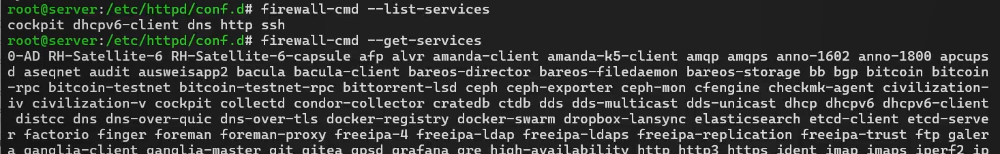 root@server:/etc/httpd/conf.d# firewall-cmd --list-services
cockpit dhcpv6-client dns http ssh
root@server:/etc/httpd/conf.d# firewall-cmd --get-services
0-AD RH-Satellite-6 RH-Satellite-6-capsule afp alvr amanda-client amanda-k5-client amqp amqps anno-1602 anno-1800 apcups
d aseqnet audit ausweisapp2 bacula bacula-client bareos-director bareos-filedaemon bareos-storage bb bgp bitcoin bitcoin
-rpc bitcoin-testnet bitcoin-testnet-rpc bittorrent-lsd ceph ceph-exporter ceph-mon cfengine checkmk-agent civilization-
iv civilization-v cockpit collectd condor-collector cratedb ctdb dds dds-multicast dds-unicast dhcp dhcpv6 dhcpv6-client
distcc dns dns-over-quic dns-over-tls docker-registry docker-swarm dropbox-lansync elasticsearch etcd-client etcd-serve
r factorio finger foreman foreman-proxy freeipa-4 freeipa-ldap freeipa-ldaps freeipa-replication freeipa-trust ftp galer
a ganglia-client ganglia-master git gitea gpsd grafana gre high-availability http http3 https ident imap imaps iperf2 ip